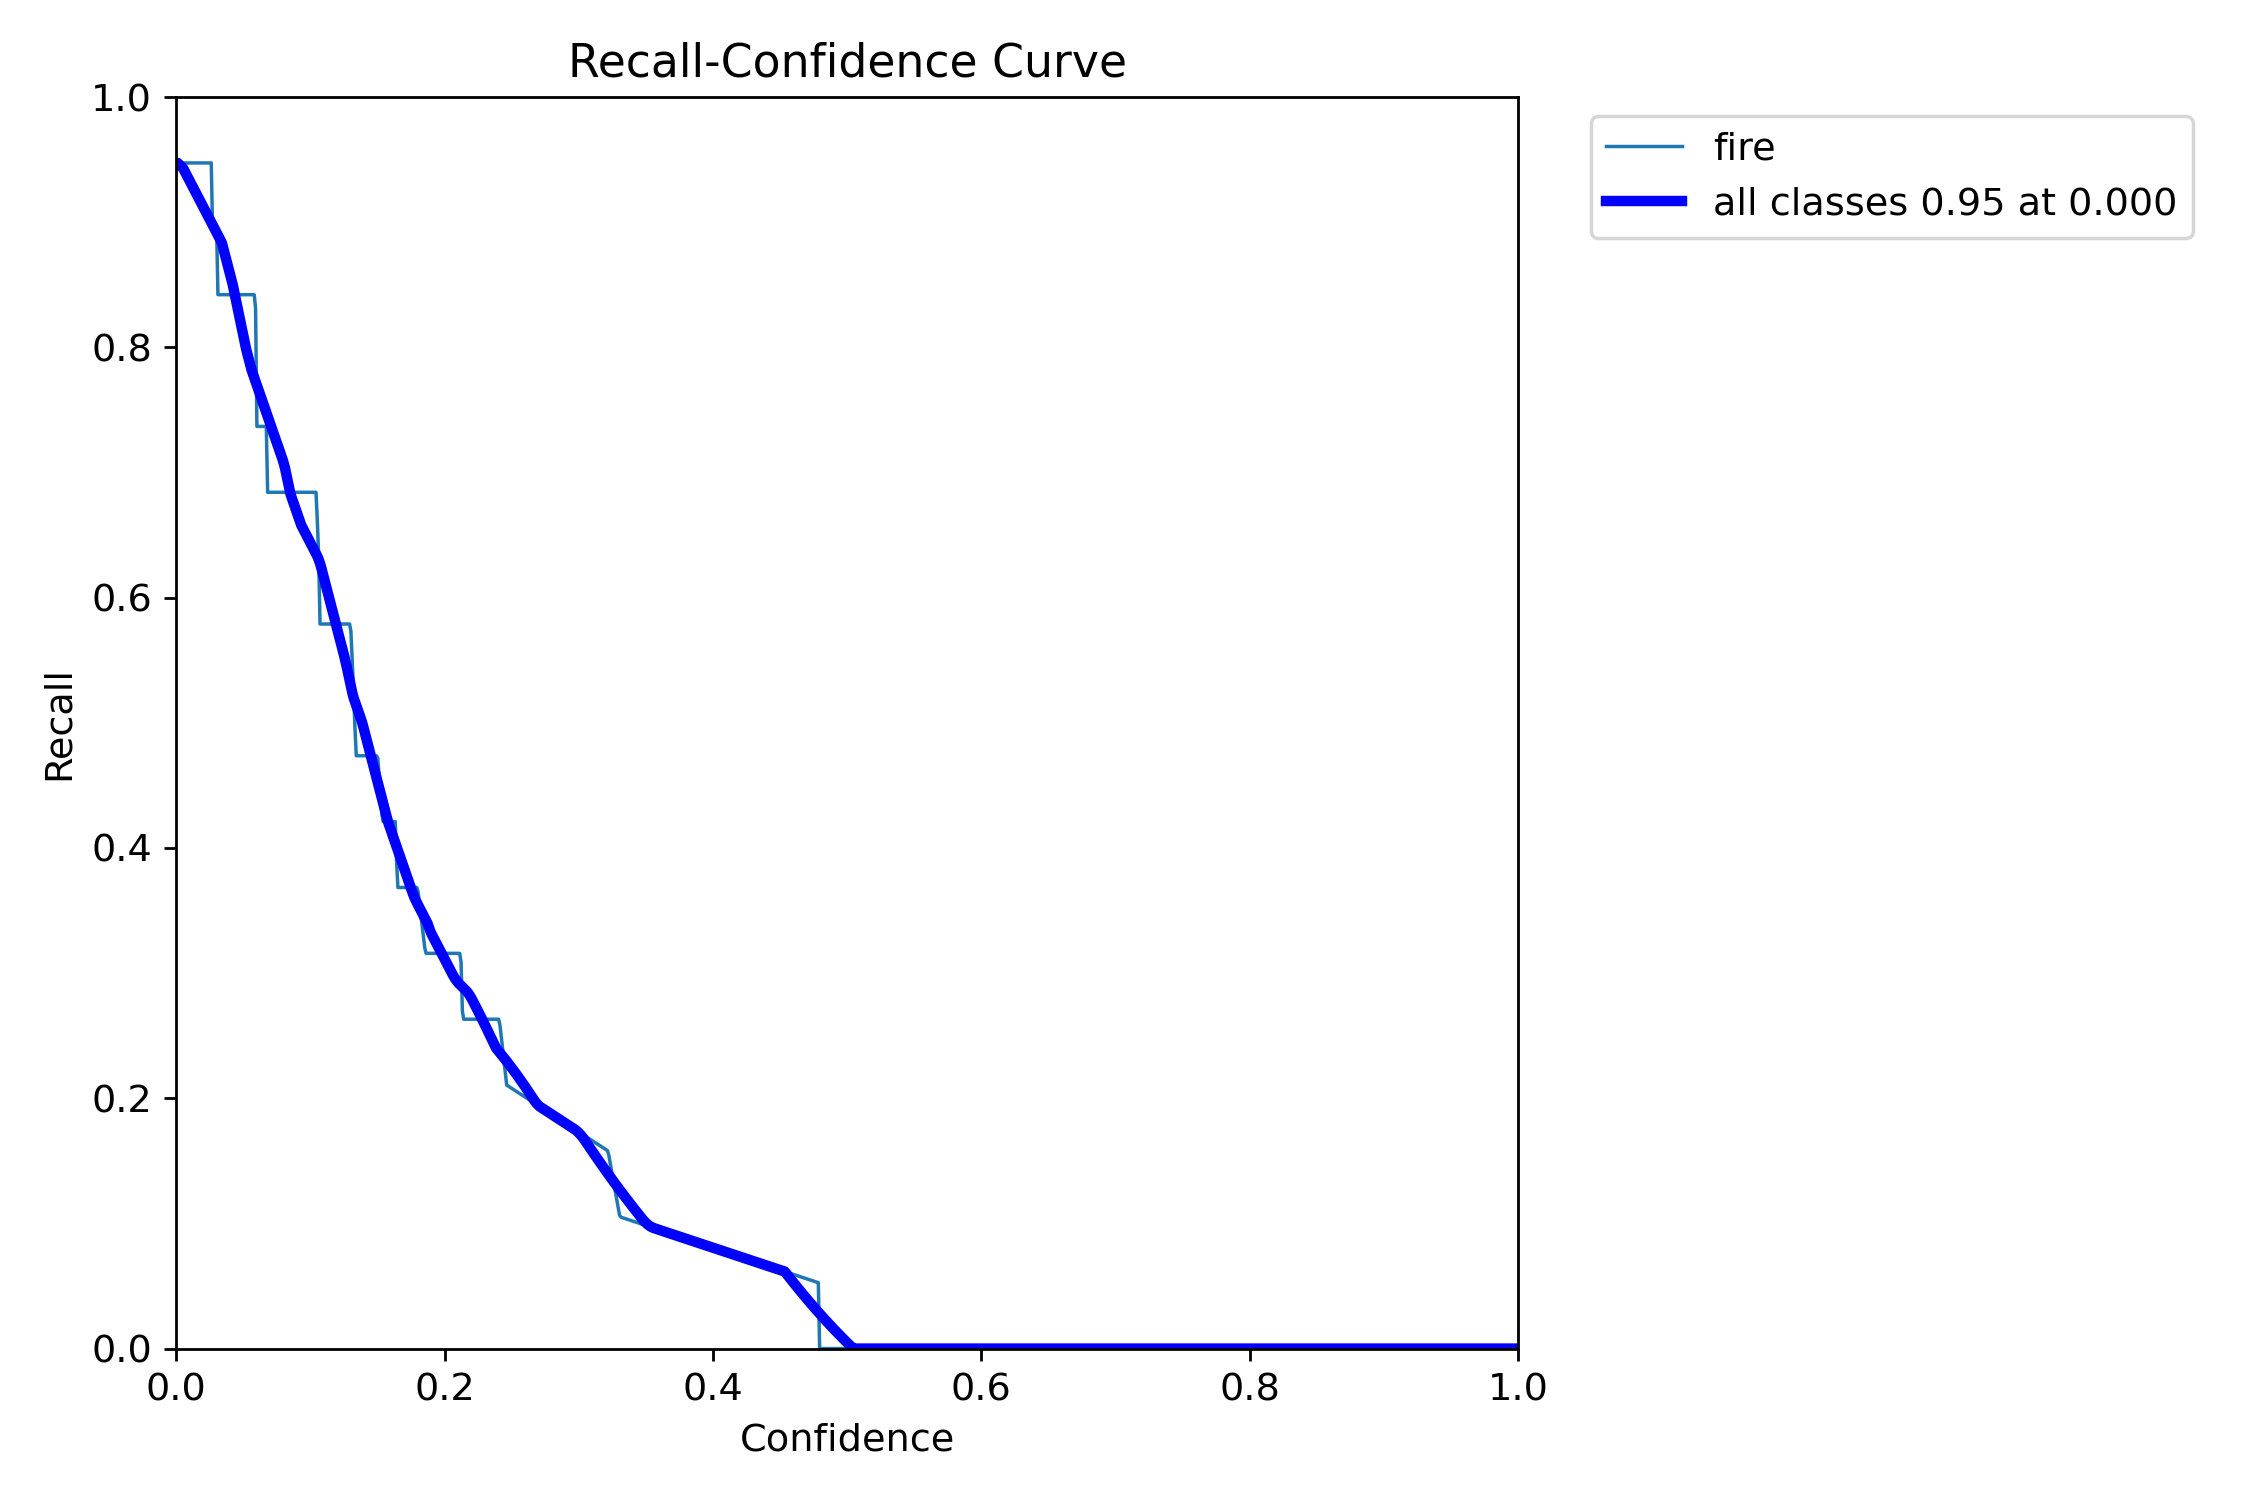 Recall-Confidence Curve
1.0
0.8
0.6
0.4
0.2
0.0
Recall
0.0 0.2 0.4 0.6 0.8 1.0
Confidence
fire
all classes 0.95 at 0.000